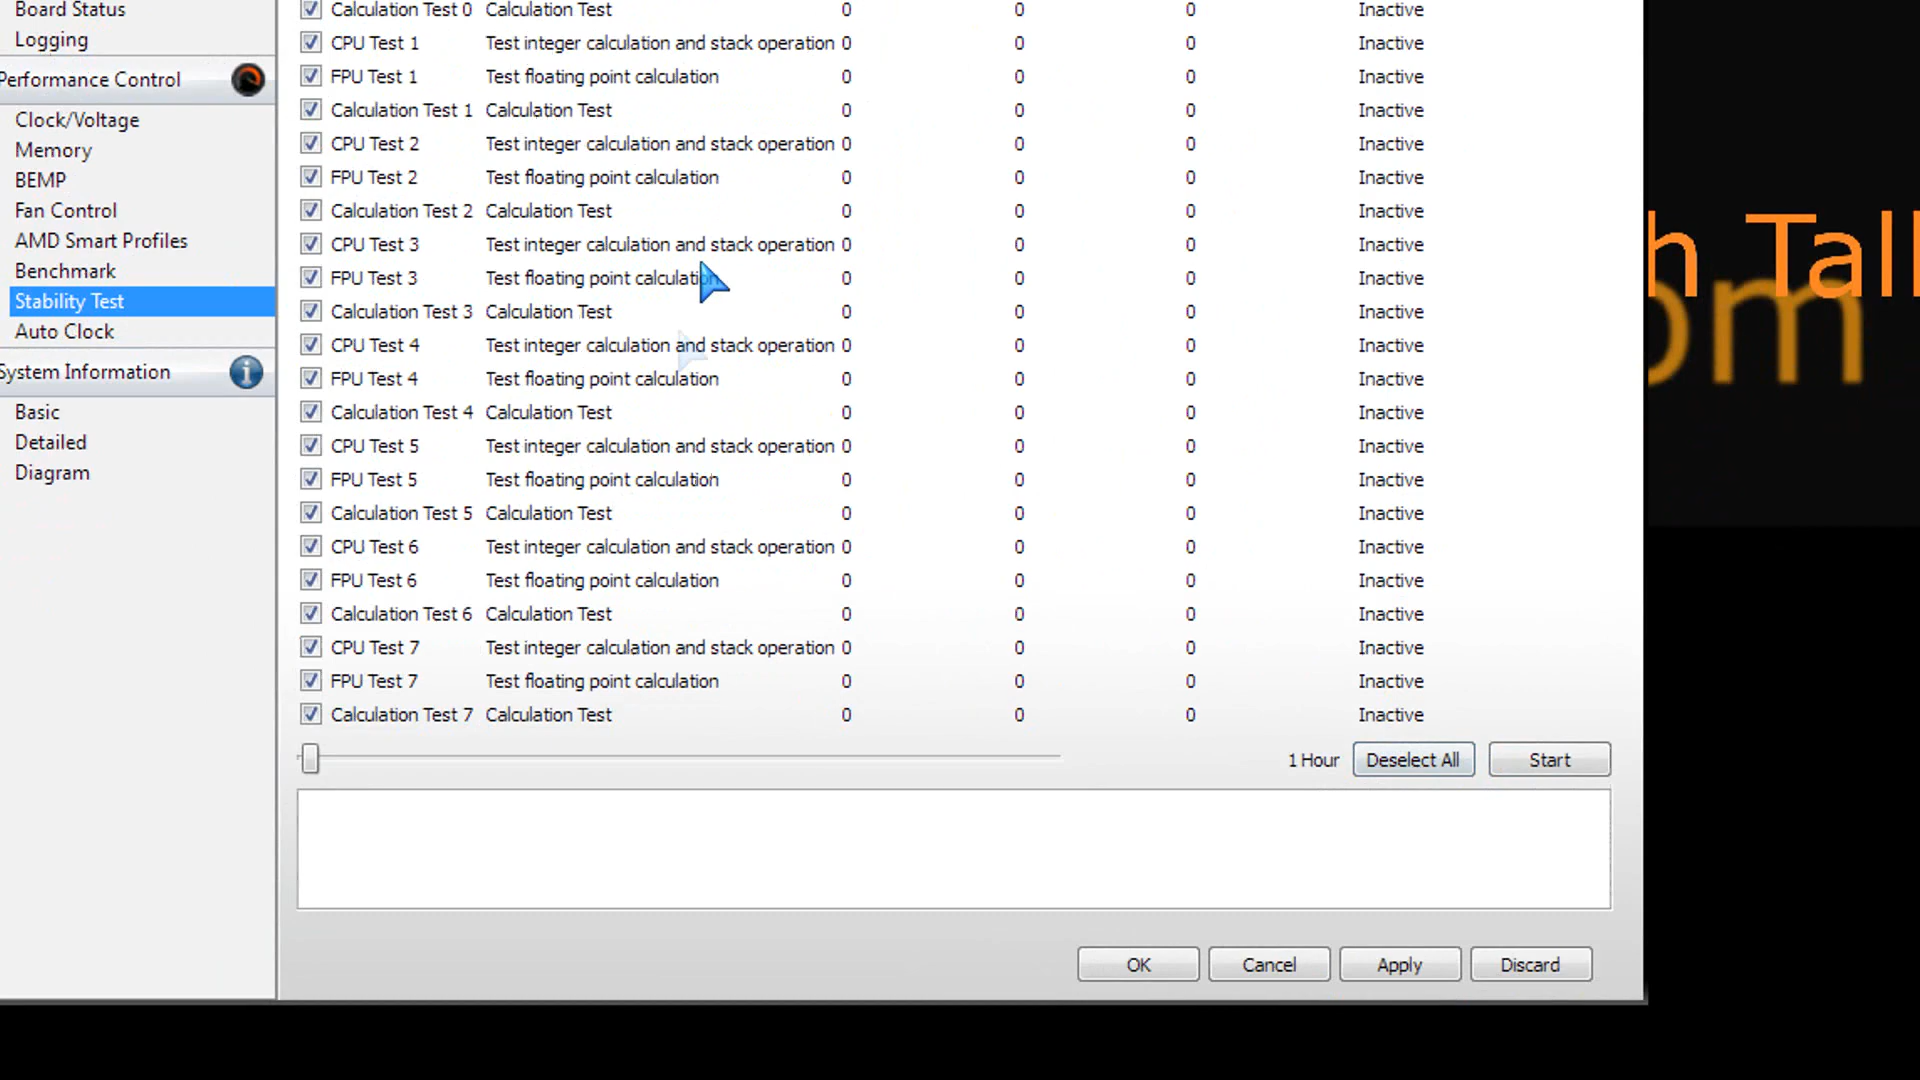 Board Status
Logging
Performance Control
Clock/Voltage
Memory
BEMP
Fan Control
AMD Smart Profiles
Benchmark
Stability Test
Auto Clock
System Information
Basic
Detailed
Diagram
Calculation Test 0 Calculation Test 0 0 0 Inactive
CPU Test 1 Test integer calculation and stack operation 0 0 0 Inactive
FPU Test 1 Test floating point calculation 0 0 0 Inactive
Calculation Test 1 Calculation Test 0 0 0 Inactive
CPU Test 2 Test integer calculation and stack operation 0 0 0 Inactive
FPU Test 2 Test floating point calculation 0 0 0 Inactive
Calculation Test 2 Calculation Test 0 0 0 Inactive
CPU Test 3 Test integer calculation and stack operation 0 0 0 Inactive
FPU Test 3 Test floating point calculation 0 0 0 Inactive
Calculation Test 3 Calculation Test 0 0 0 Inactive
CPU Test 4 Test integer calculation and stack operation 0 0 0 Inactive
FPU Test 4 Test floating point calculation 0 0 0 Inactive
Calculation Test 4 Calculation Test 0 0 0 Inactive
CPU Test 5 Test integer calculation and stack operation 0 0 0 Inactive
FPU Test 5 Test floating point calculation 0 0 0 Inactive
Calculation Test 5 Calculation Test 0 0 0 Inactive
CPU Test 6 Test integer calculation and stack operation 0 0 0 Inactive
FPU Test 6 Test floating point calculation 0 0 0 Inactive
Calculation Test 6 Calculation Test 0 0 0 Inactive
CPU Test 7 Test integer calculation and stack operation 0 0 0 Inactive
FPU Test 7 Test floating point calculation 0 0 0 Inactive
Calculation Test 7 Calculation Test 0 0 0 Inactive
1 Hour Deselect All Start
OK Cancel Apply Discard
h Tall
om